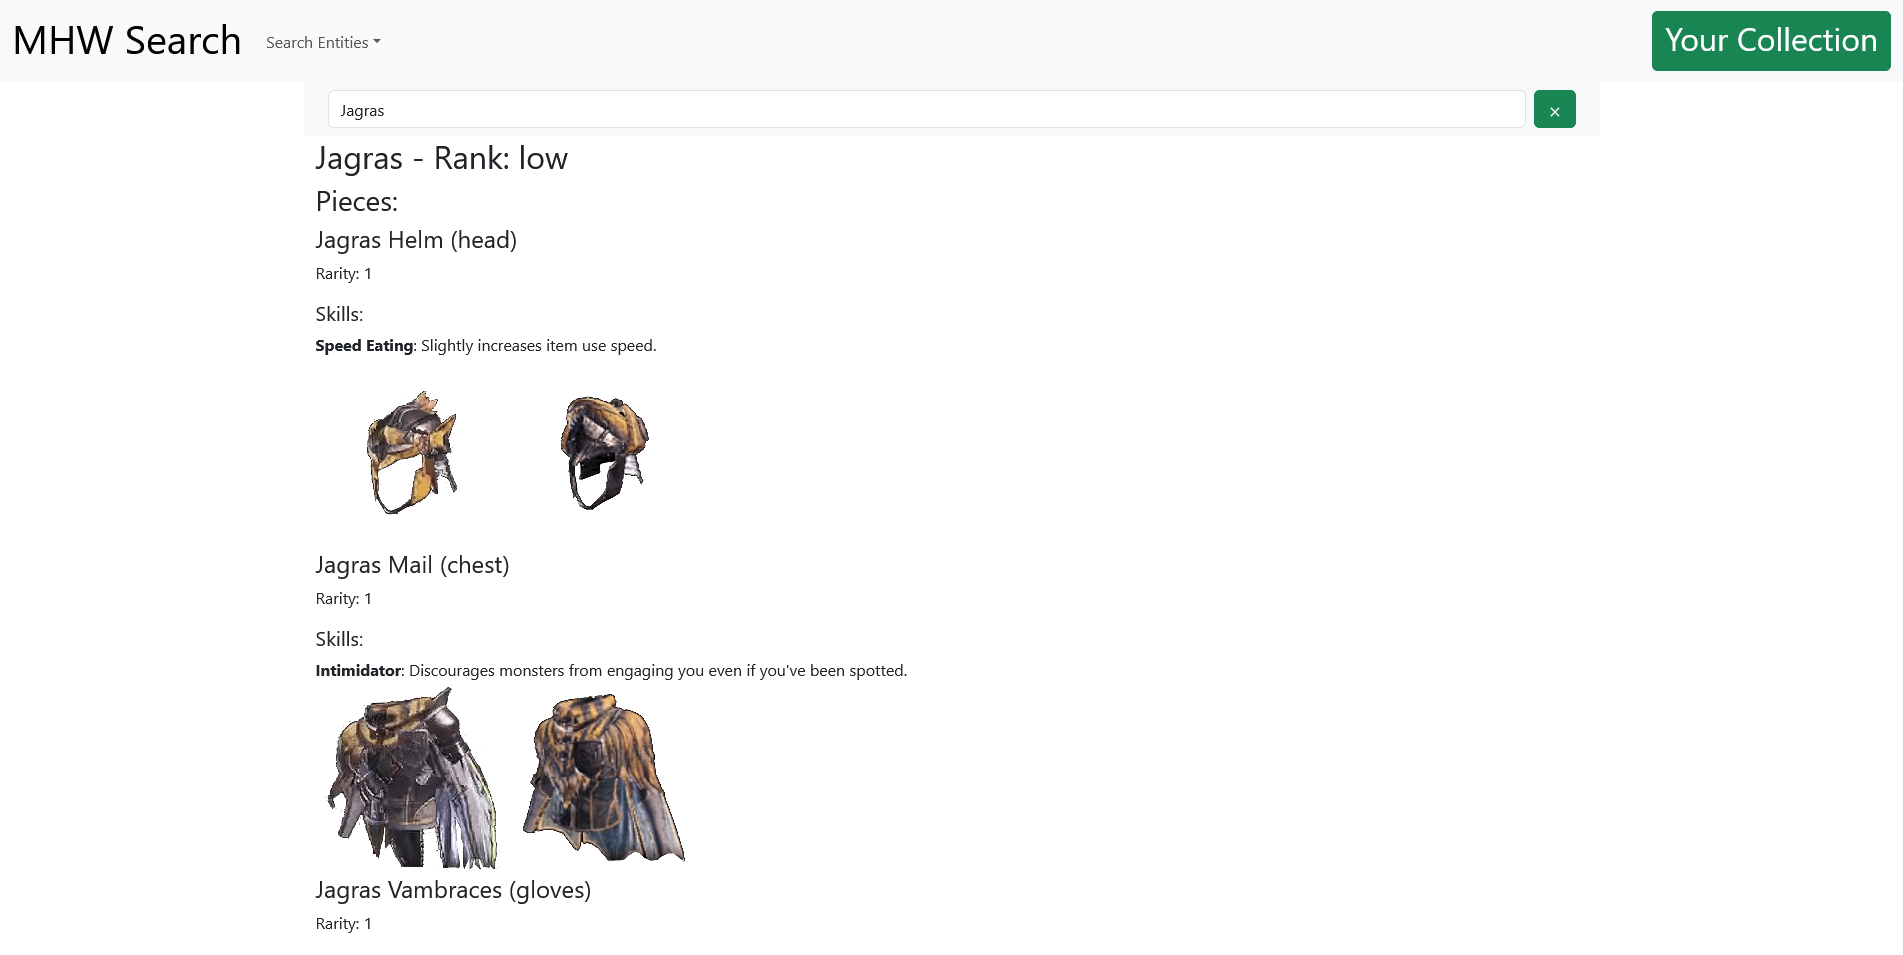 MHW Search
Search Entities
Your Collection
Jagras
×
Jagras - Rank: low
Pieces:
Jagras Helm (head)
Rarity: 1
Skills:
Speed Eating: Slightly increases item use speed.
Jagras Mail (chest)
Rarity: 1
Skills:
Intimidator: Discourages monsters from engaging you even if you've been spotted.
Jagras Vambraces (gloves)
Rarity: 1